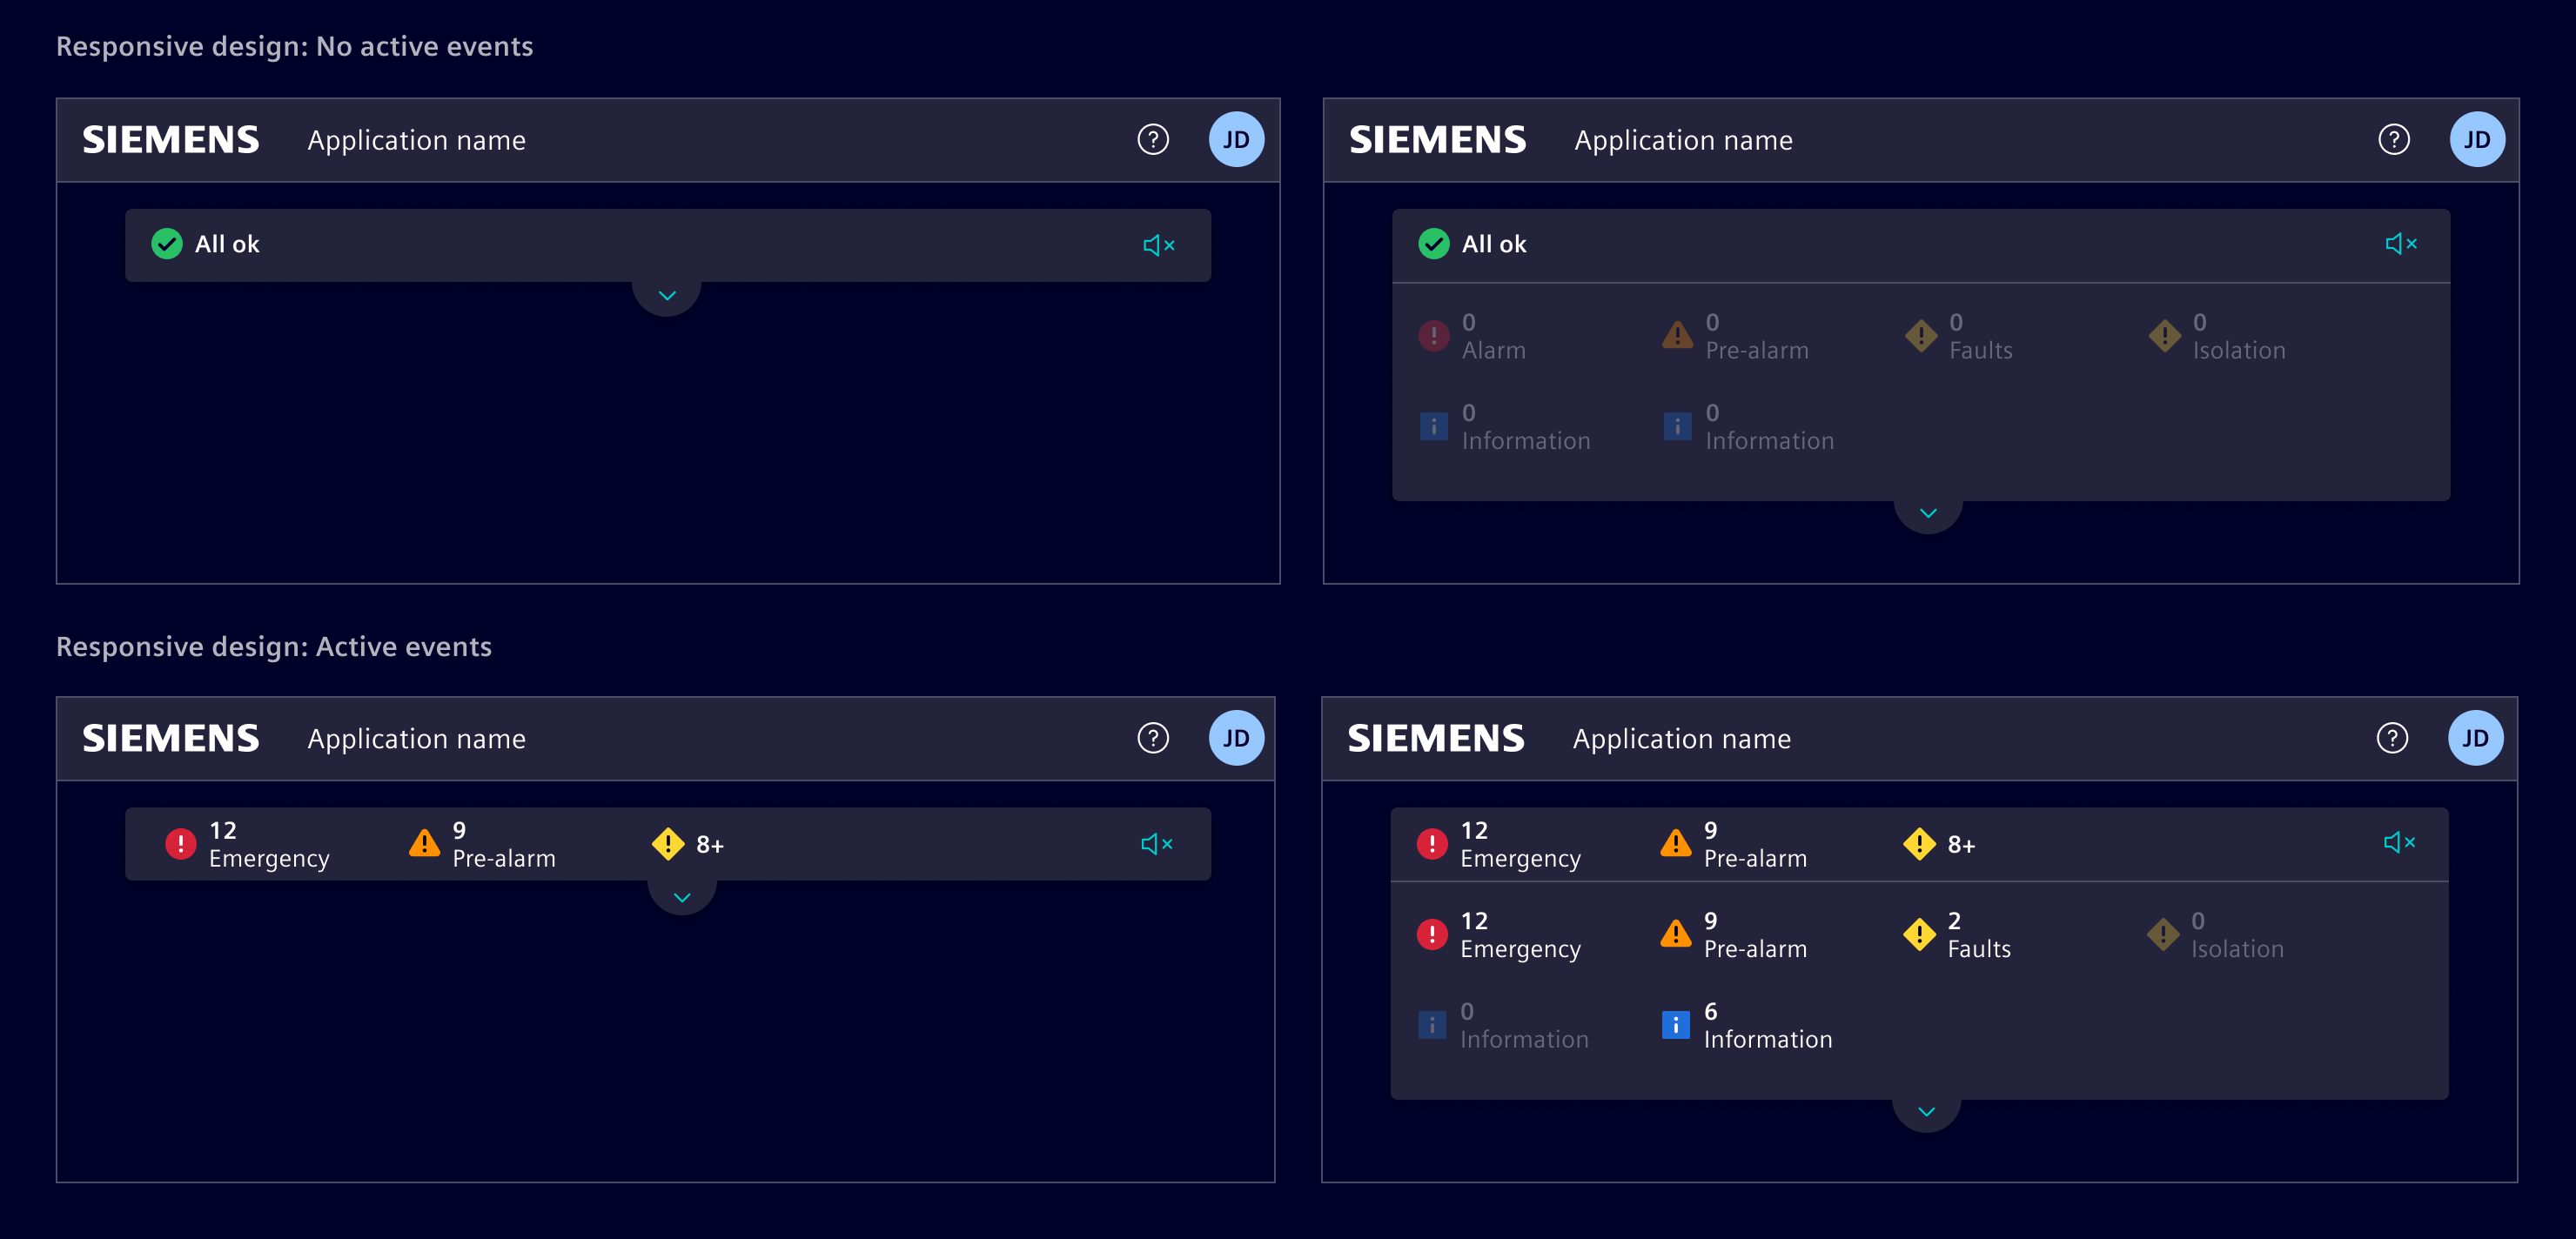 Responsive design: No active events
SIEMENS Application name ? JD
All ok
SIEMENS Application name ? JD
All ok
0 0 0 0
Alarm Pre-alarm Faults Isolation
0 0
Information Information
Responsive design: Active events
SIEMENS Application name ? JD
12 9 8+
Emergency Pre-alarm
SIEMENS Application name ? JD
12 9 8+
Emergency Pre-alarm
12 9 2 0
Emergency Pre-alarm Faults Isolation
0 6
Information Information